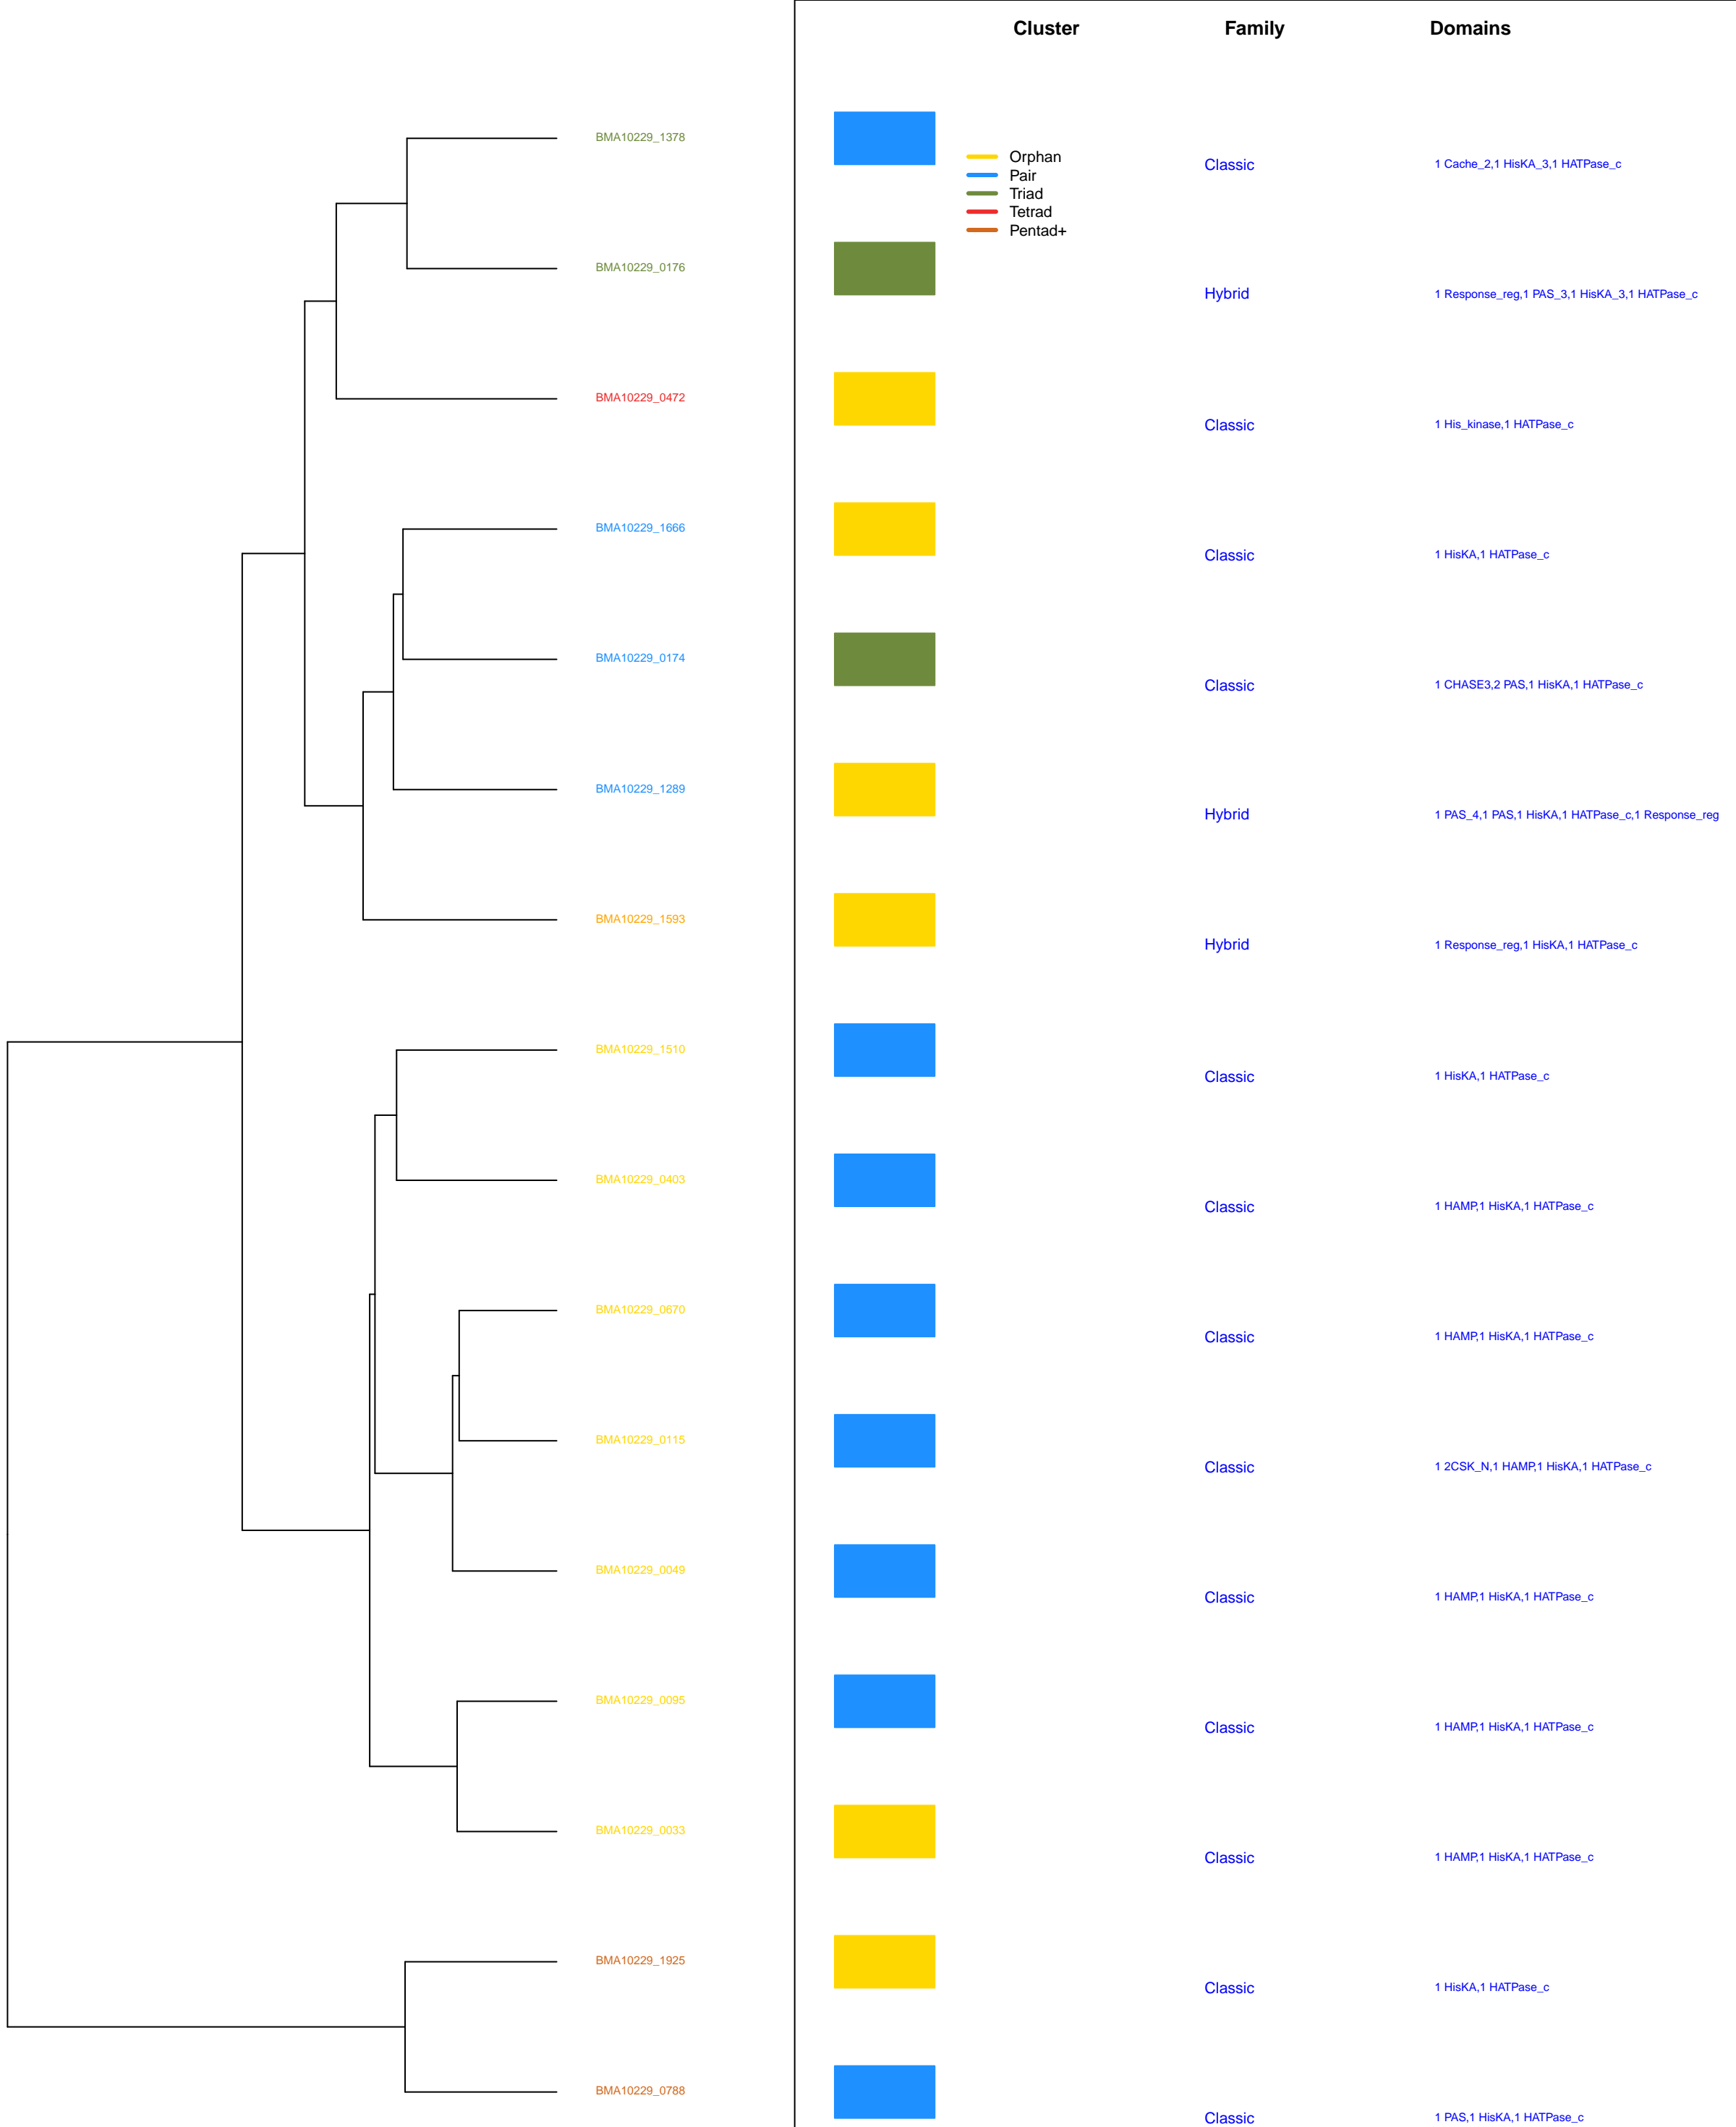 Cluster Family Domains
BMA10229_1378
Orphan
Pair
Triad
Tetrad
Pentad+
Classic 1 Cache_2,1 HisKA_3,1 HATPase_c
BMA10229_0176
Hybrid 1 Response_reg,1 PAS_3,1 HisKA_3,1 HATPase_c
BMA10229_0472
Classic 1 His_kinase,1 HATPase_c
BMA10229_1666
Classic 1 HisKA,1 HATPase_c
BMA10229_0174
Classic 1 CHASE3,2 PAS,1 HisKA,1 HATPase_c
BMA10229_1289
Hybrid 1 PAS_4,1 PAS,1 HisKA,1 HATPase_c,1 Response_reg
BMA10229_1593
Hybrid 1 Response_reg,1 HisKA,1 HATPase_c
BMA10229_1510
Classic 1 HisKA,1 HATPase_c
BMA10229_0403
Classic 1 HAMP,1 HisKA,1 HATPase_c
BMA10229_0670
Classic 1 HAMP,1 HisKA,1 HATPase_c
BMA10229_0115
Classic 1 2CSK_N,1 HAMP,1 HisKA,1 HATPase_c
BMA10229_0049
Classic 1 HAMP,1 HisKA,1 HATPase_c
BMA10229_0095
Classic 1 HAMP,1 HisKA,1 HATPase_c
BMA10229_0033
Classic 1 HAMP,1 HisKA,1 HATPase_c
BMA10229_1925
Classic 1 HisKA,1 HATPase_c
BMA10229_0788
Classic 1 PAS,1 HisKA,1 HATPase_c